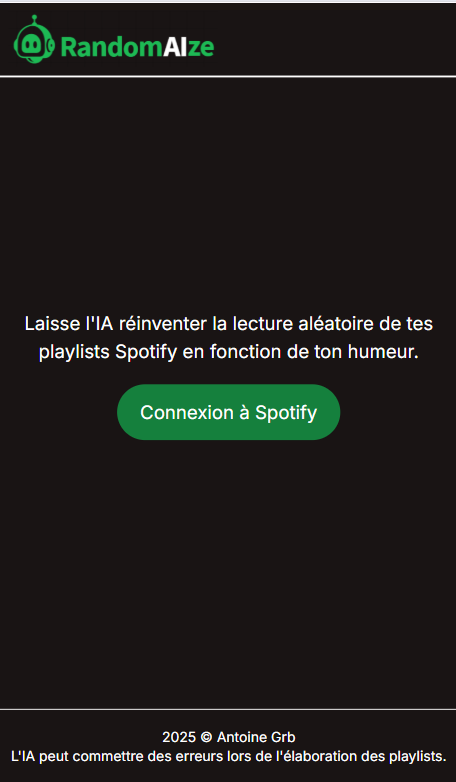 RandomAIze
Laisse l'IA réinventer la lecture aléatoire de tes
playlists Spotify en fonction de ton humeur.
Connexion à Spotify
2025 © Antoine Grb
L'IA peut commettre des erreurs lors de l'élaboration des playlists.